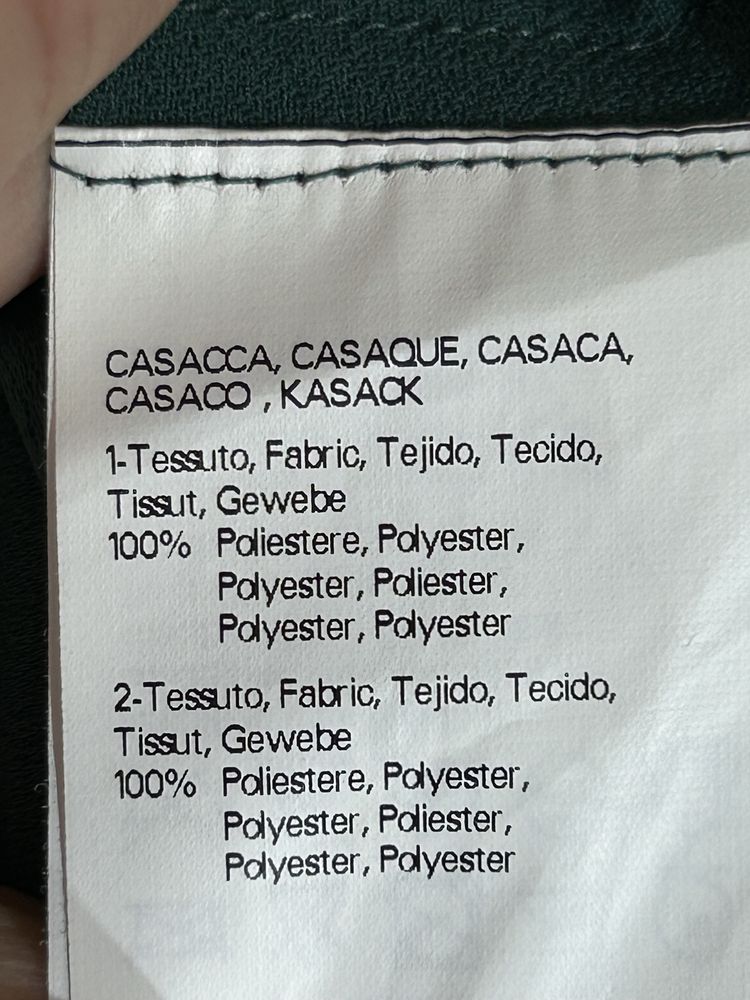 CASACCA, CASAQUE, CASACA,
CASACO , KASACK
1-Tessuto, Fabric, Tejido, Tecido,
Tissut, Gewebe
100% Poliestere, Polyester,
Polyester, Poliester,
Polyester, Polyester
2-Tessuto, Fabric, Tejido, Tecido,
Tissut, Gewebe
100% Poliestere, Polyester,
Polyester, Poliester,
Polyester, Polyester